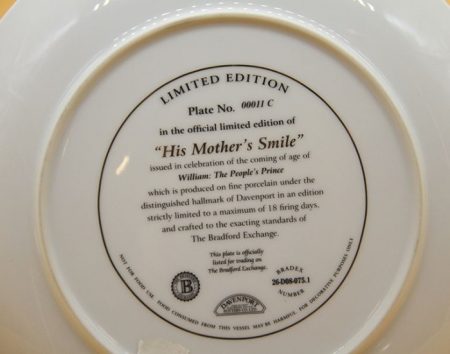 LIMITED EDITION
Plate No. 00011 C
in the official limited edition of
"His Mother's Smile"
issued in celebration of the coming of age of
William: The People's Prince
which is produced on fine porcelain under the
distinguished hallmark of Davenport in an edition
strictly limited to a maximum of 18 firing days,
and crafted to the exacting standards of
The Bradford Exchange.
This plate is officially
listed for trading on
The Bradford Exchange.
B
DAVENPORT
BRADEX
26-D08-075.1
NUMBER
NOT FOR FOOD USE. FOOD CONSUMED FROM THIS VESSEL MAY BE HARMFUL. FOR DECORATIVE PURPOSES ONLY